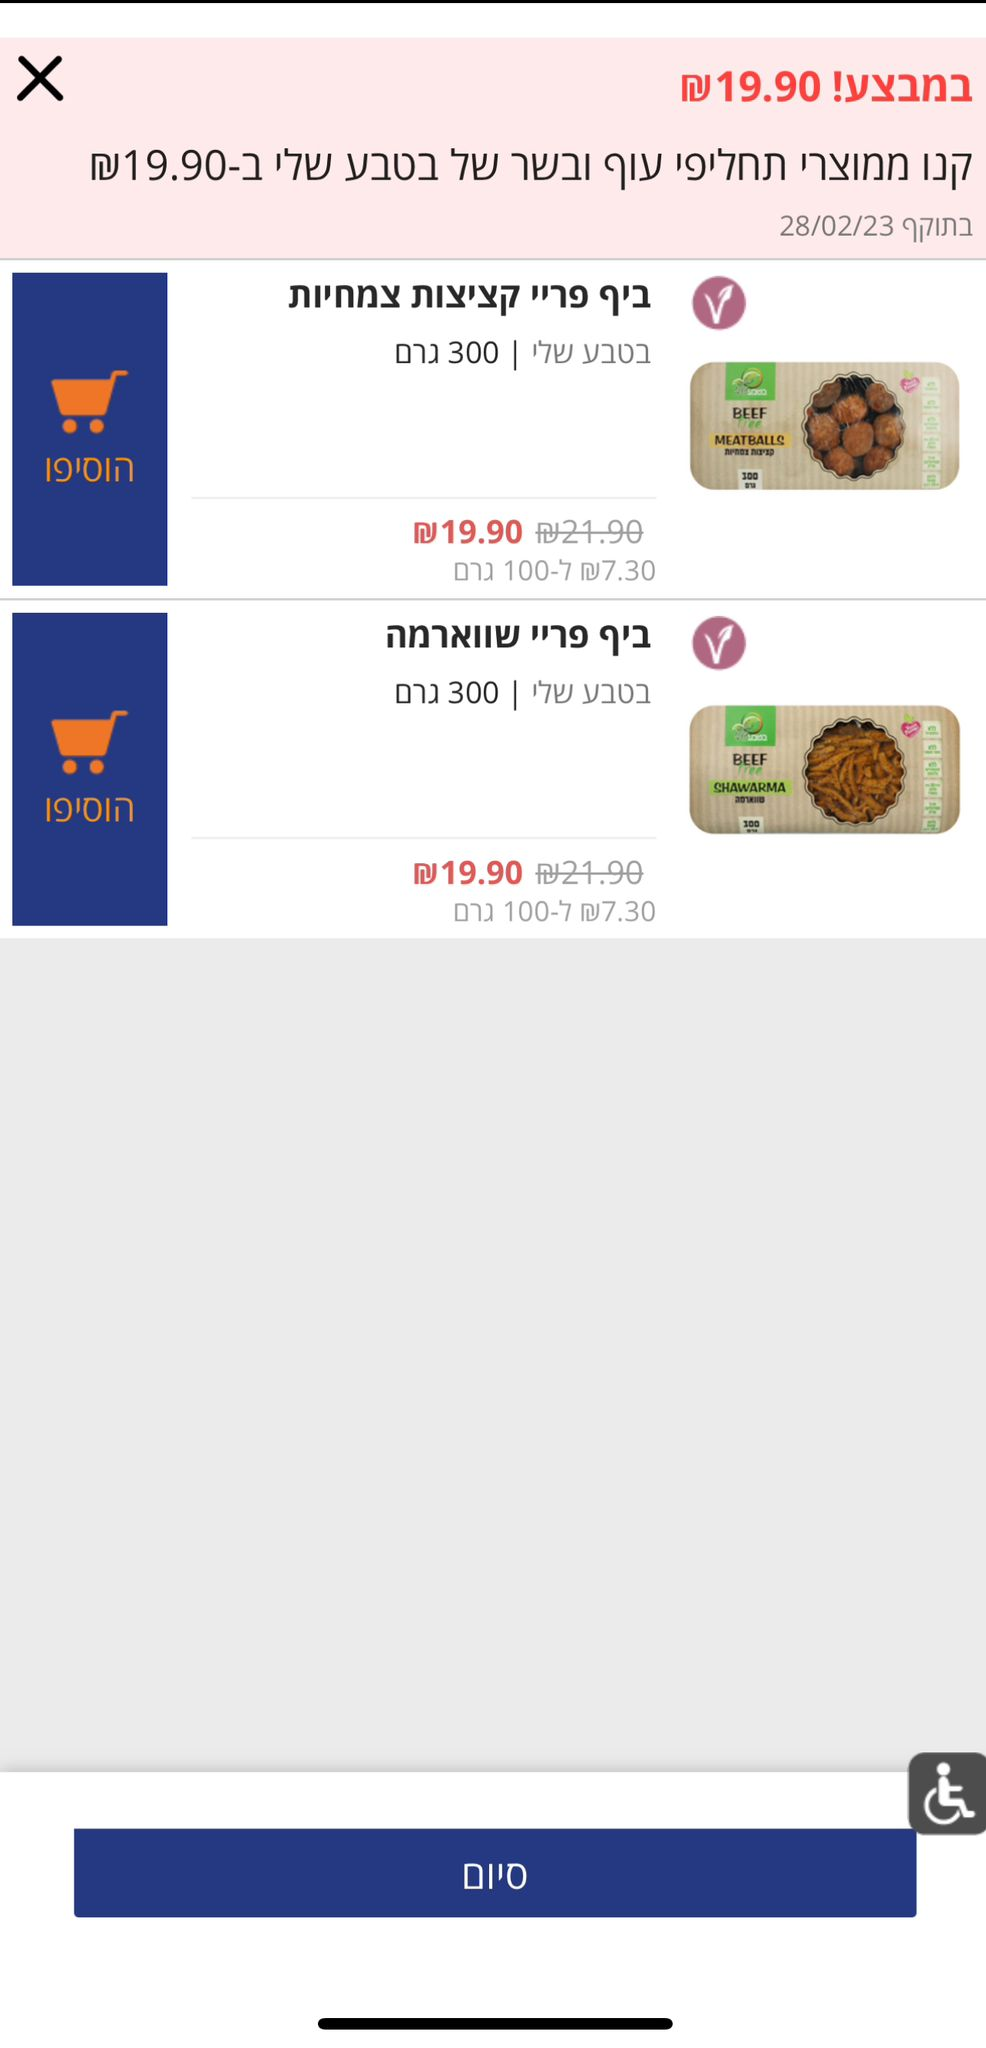 במבצע! 19.90₪
קנו ממוצרי תחליפי עוף ובשר של בטבע שלי ב-19.90₪
בתוקף 28/02/23
ביף פריי קציצות צמחיות
בטבע שלי | 300 גרם
BEEF
free
MEATBALLS
קציצות צמחיות
300
גרם
הוסיפו
21.90₪ 19.90₪
7.30₪ ל-100 גרם
ביף פריי שווארמה
בטבע שלי | 300 גרם
BEEF
free
SHAWARMA
שווארמה
300
הוסיפו
21.90₪ 19.90₪
7.30₪ ל-100 גרם
סיום